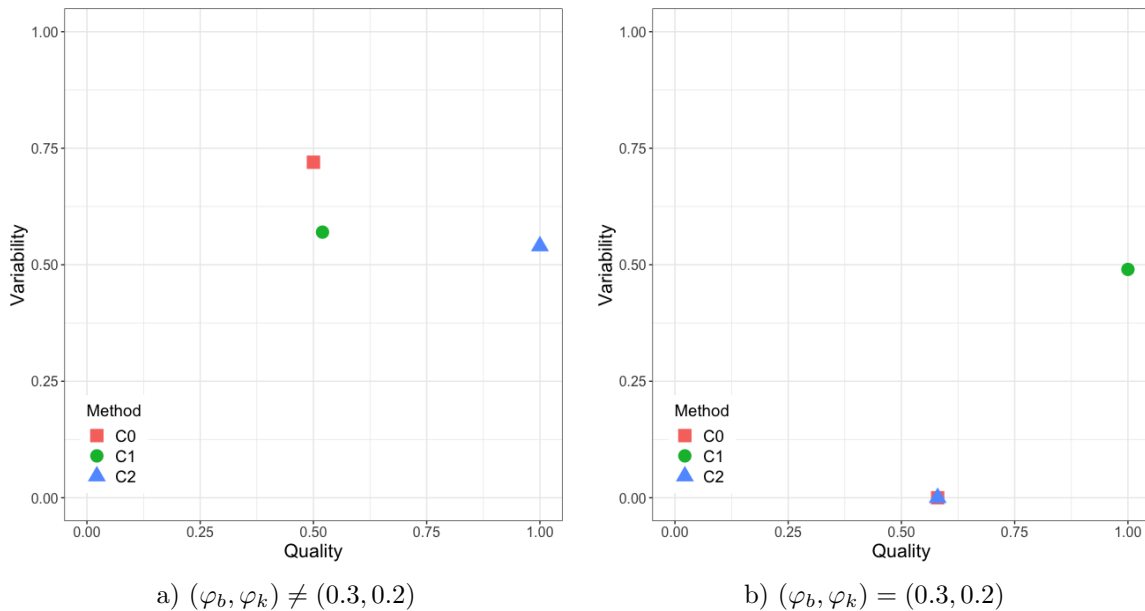 1.00
0.75
0.50
0.25
0.00
Variability
Method
C0
C1
C2
0.00 0.25 0.50 0.75 1.00
Quality
a) (φ_b, φ_k) ≠ (0.3, 0.2)
1.00
0.75
0.50
0.25
0.00
Variability
Method
C0
C1
C2
0.00 0.25 0.50 0.75 1.00
Quality
b) (φ_b, φ_k) = (0.3, 0.2)